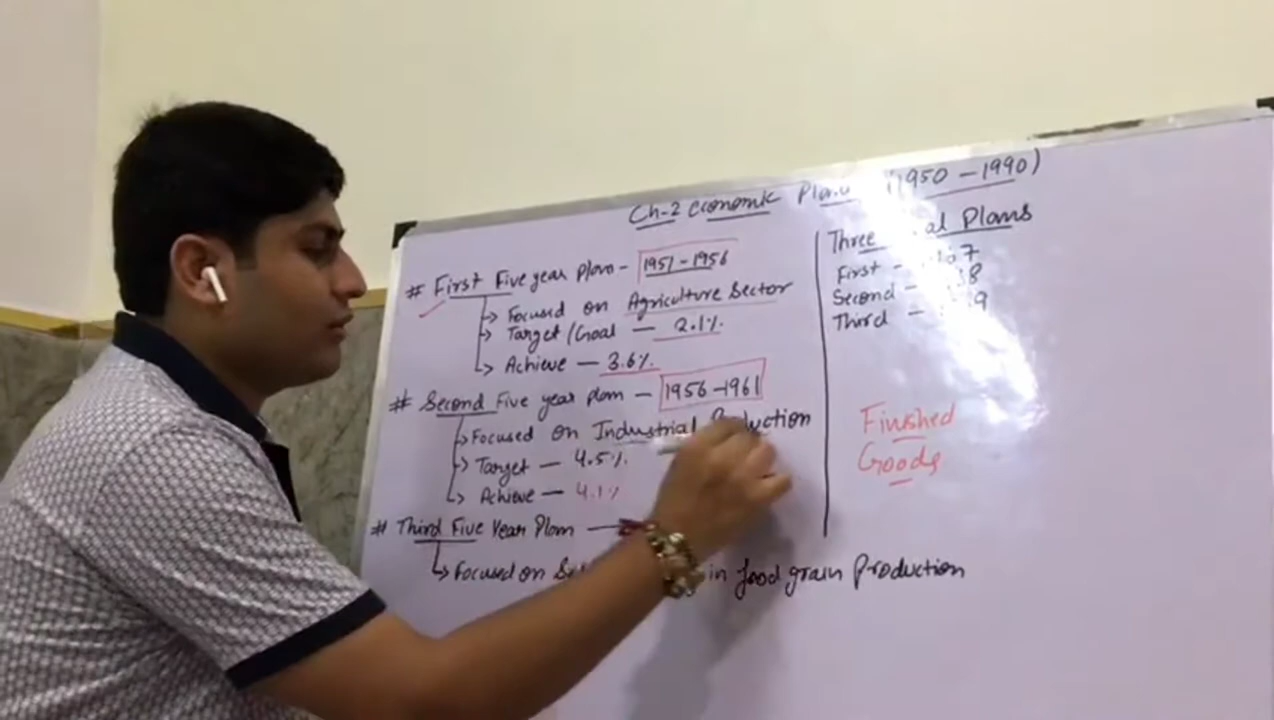 Ch-2 Economic (1950-1990)
# First Five year plan - 1951-1956
Focused on Agriculture Sector
Target/Goal - 2.1%
Achieve - 3.6%
# Second Five year plan - 1956-1961
Focused on Industrial Production
Target - 4.5%.
Achieve - 4.1%
# Third Five Year Plan -
Focused on in food grain Production
Three Plans
First -
Second -
Third -
Finished
Goods